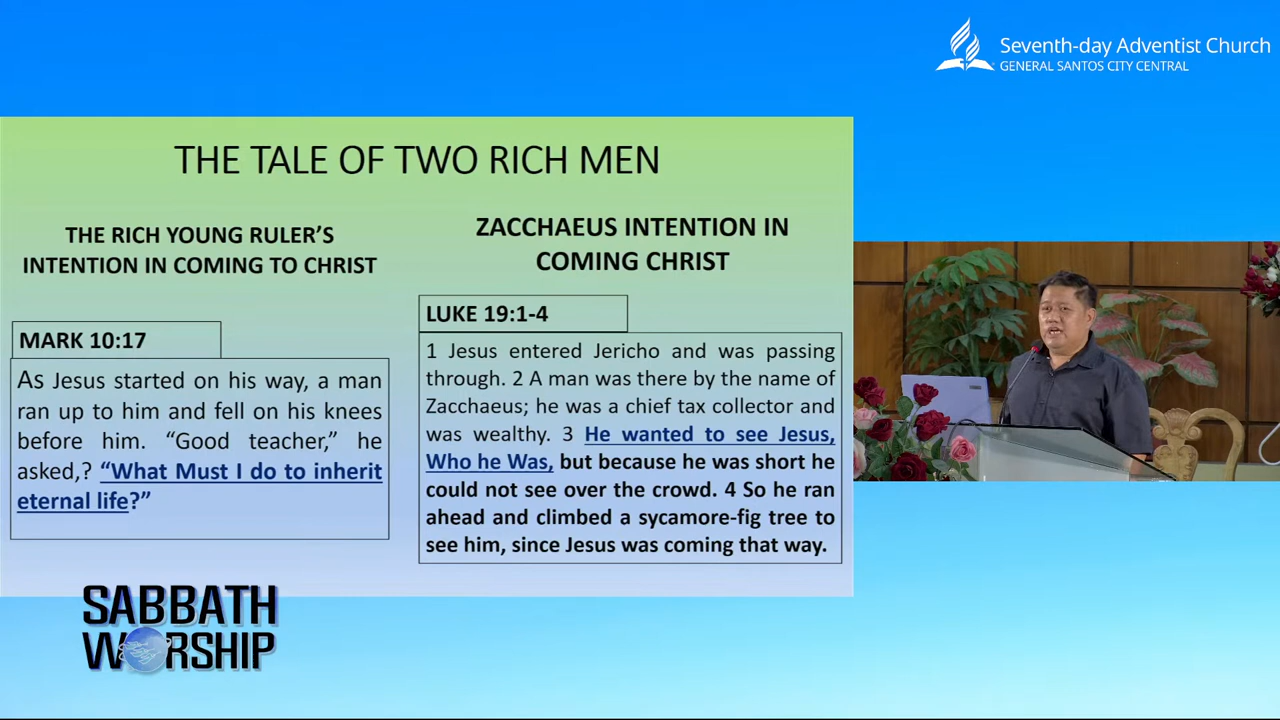 Seventh-day Adventist Church
GENERAL SANTOS CITY CENTRAL
THE TALE OF TWO RICH MEN
THE RICH YOUNG RULER'S
INTENTION IN COMING TO CHRIST
MARK 10:17
As Jesus started on his way, a man
ran up to him and fell on his knees
before him. “Good teacher,” he
asked,? “What Must I do to inherit
eternal life?”
ZACCHAEUS INTENTION IN
COMING CHRIST
LUKE 19:1-4
1 Jesus entered Jericho and was passing
through. 2 A man was there by the name of
Zacchaeus; he was a chief tax collector and
was wealthy. 3 He wanted to see Jesus,
Who he Was, but because he was short he
could not see over the crowd. 4 So he ran
ahead and climbed a sycamore-fig tree to
see him, since Jesus was coming that way.
SABBATH
WORSHIP